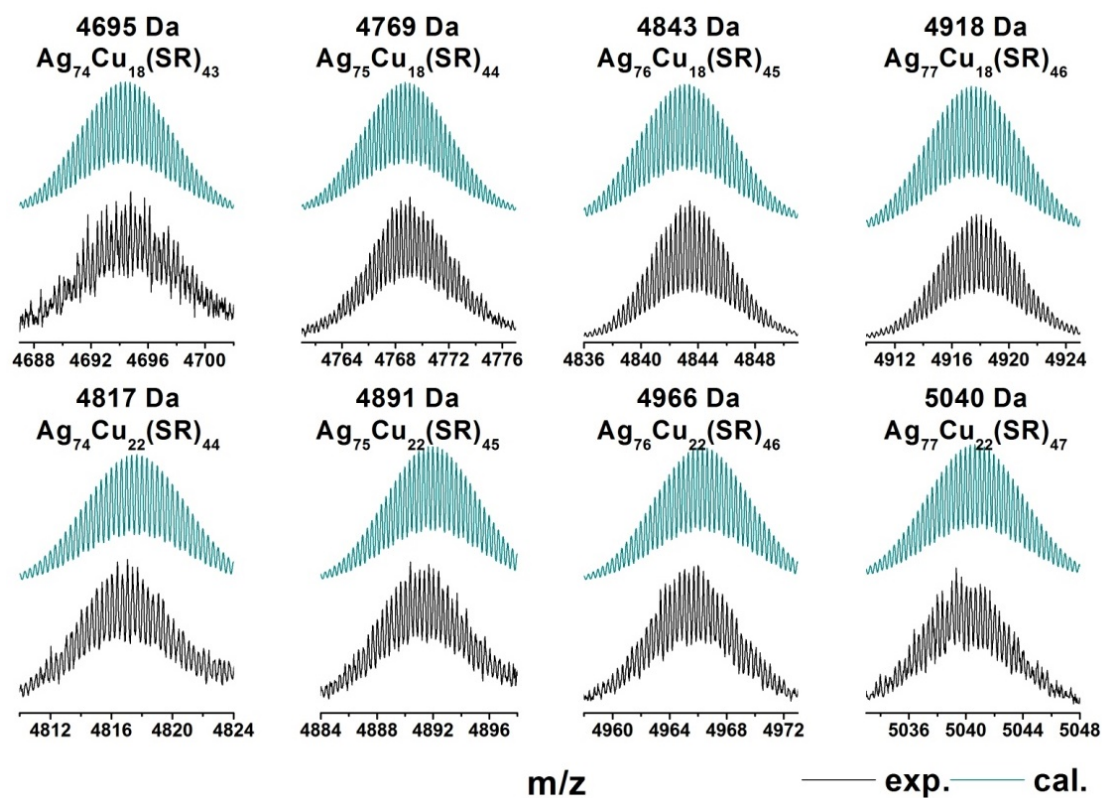 4695 Da 4769 Da 4843 Da 4918 Da
Ag74Cu18(SR)43 Ag75Cu18(SR)44 Ag76Cu18(SR)45 Ag77Cu18(SR)46
4688 4692 4696 4700 4764 4768 4772 4776 4836 4840 4844 4848 4912 4916 4920 4924
4817 Da 4891 Da 4966 Da 5040 Da
Ag74Cu22(SR)44 Ag75Cu22(SR)45 Ag76Cu22(SR)46 Ag77Cu22(SR)47
4812 4816 4820 4824 4884 4888 4892 4896 4960 4964 4968 4972 5036 5040 5044 5048
m/z exp. cal.